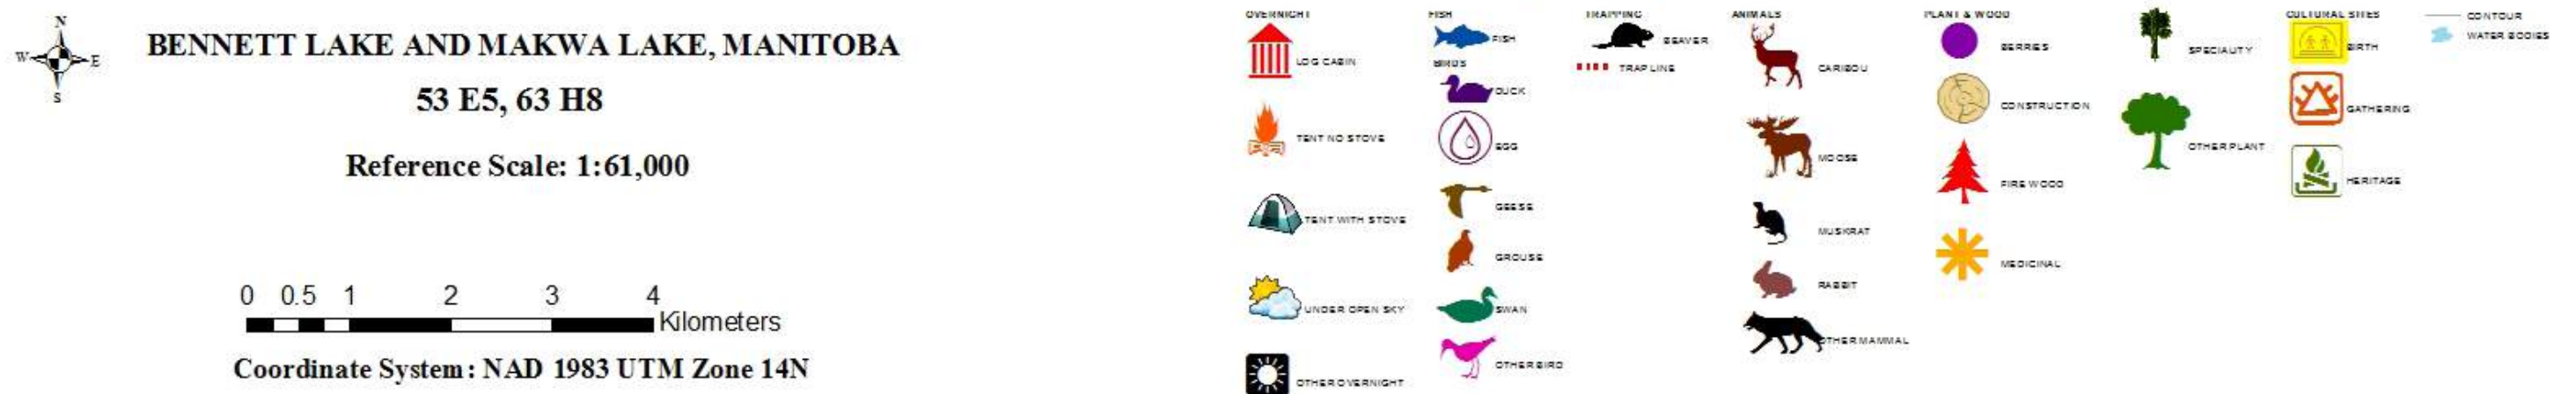 N
W E
S
BENNETT LAKE AND MAKWA LAKE, MANITOBA
53 E5, 63 H8
Reference Scale: 1:61,000
0 0.5 1 2 3 4
Kilometers
Coordinate System: NAD 1983 UTM Zone 14N
OVERNIGHT
LOG CABIN
TENT NO STOVE
TENT WITH STOVE
UNDER OPEN SKY
OTHER OVERNIGHT
FISH
FISH
BIRDS
DUCK
EGG
GEESE
GROUSE
SWAN
OTHER BIRD
TRAPPING
BEAVER
TRAP LINE
ANIMALS
CARIBOU
MOOSE
MUSKRAT
RABBIT
OTHER MAMMAL
PLANT & WOOD
BERRIES
CONSTRUCTION
FIRE WOOD
MEDICINAL
SPECIALITY
OTHER PLANT
CULTURAL SITES
BIRTH
GATHERING
HERITAGE
CONTOUR
WATER BODIES